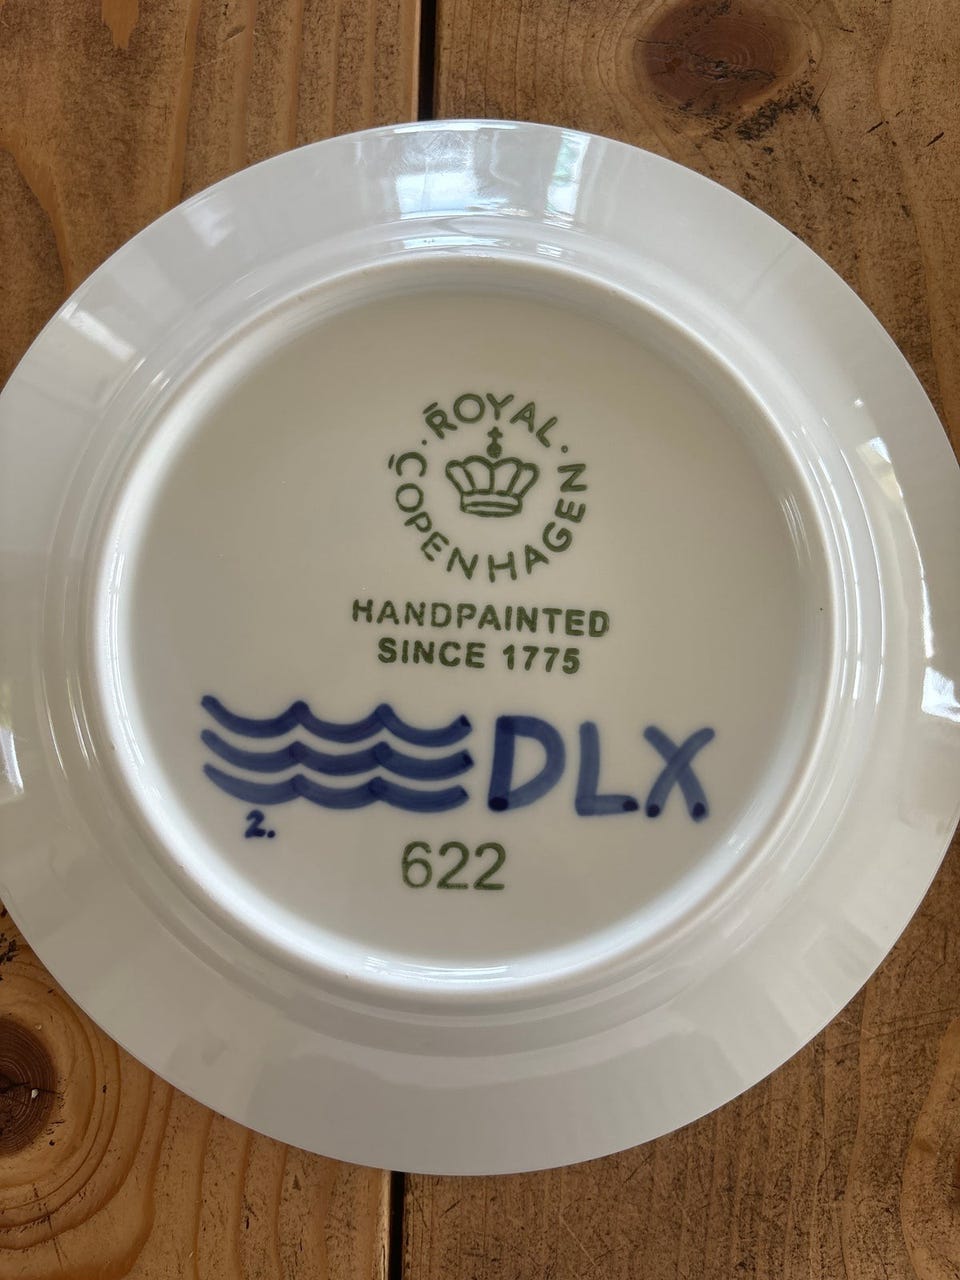 ROYAL
COPENHAGEN
HANDPAINTED
SINCE 1775
DLX
2.
622